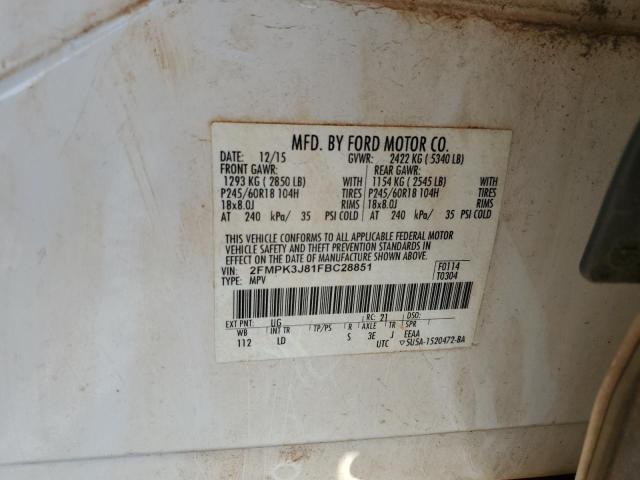 MFD. BY FORD MOTOR CO.
DATE: 12/15 GVWR: 2422 KG ( 5340 LB)
FRONT GAWR: REAR GAWR:
1293 KG ( 2850 LB) WITH 1154 KG ( 2545 LB) WITH
P245/60R18 104H TIRES P245/60R18 104H TIRES
18x8.0J RIMS 18x8.0J RIMS
AT 240 kPa/ 35 PSI COLD AT 240 kPa/ 35 PSI COLD
THIS VEHICLE CONFORMS TO ALL APPLICABLE FEDERAL MOTOR
VEHICLE SAFETY AND THEFT PREVENTION STANDARDS IN
EFFECT ON THE DATE OF MANUFACTURE SHOWN ABOVE.
VIN: 2FMPK3J81FBC28851 F0114
TYPE: MPV T0304
EXT PNT: UG RC: 21 DSO:
WB INT TR TP/PS R AXLE TR SPR
112 LD S 3E J EEAA
UTC ▽SU5A-1520472-BA